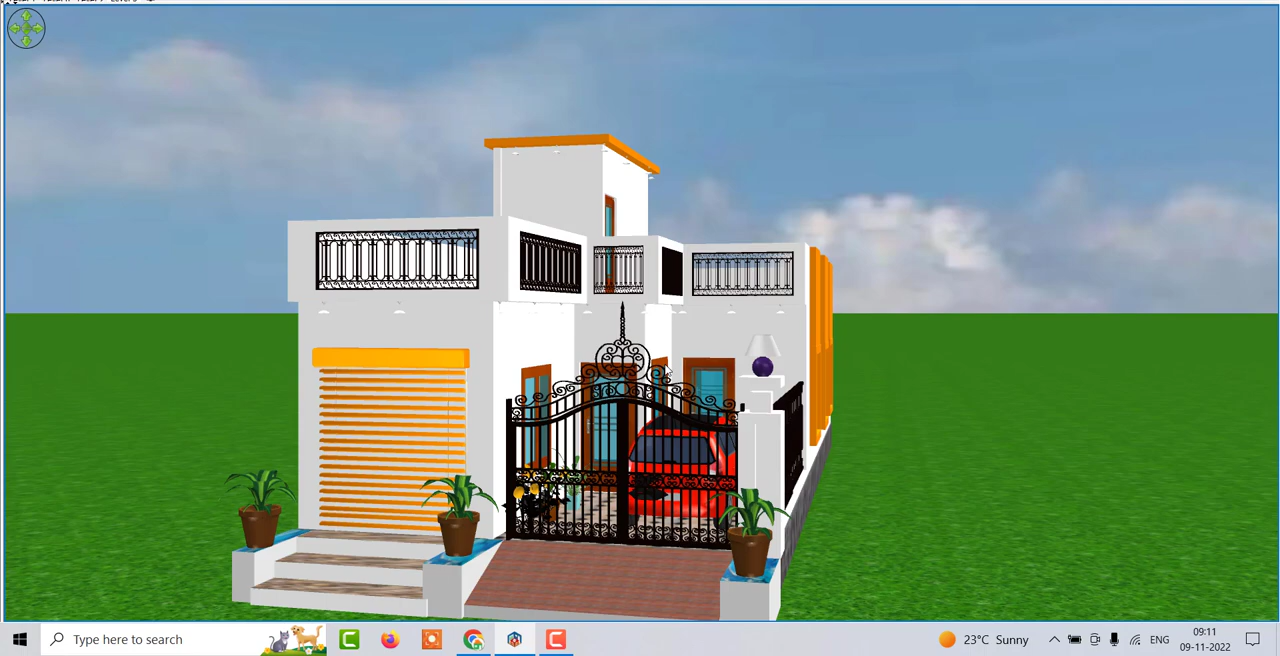 Type here to search
23°C Sunny
ENG
09:11
09-11-2022